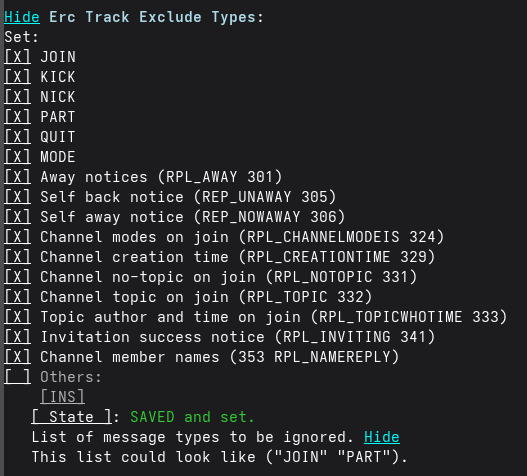 Hide Erc Track Exclude Types:
Set:
[X] JOIN
[X] KICK
[X] NICK
[X] PART
[X] QUIT
[X] MODE
[X] Away notices (RPL_AWAY 301)
[X] Self back notice (REP_UNAWAY 305)
[X] Self away notice (REP_NOWAWAY 306)
[X] Channel modes on join (RPL_CHANNELMODEIS 324)
[X] Channel creation time (RPL_CREATIONTIME 329)
[X] Channel no-topic on join (RPL_NOTOPIC 331)
[X] Channel topic on join (RPL_TOPIC 332)
[X] Topic author and time on join (RPL_TOPICWHOTIME 333)
[X] Invitation success notice (RPL_INVITING 341)
[X] Channel member names (353 RPL_NAMEREPLY)
[ ] Others:
[INS]
[ State ]: SAVED and set.
List of message types to be ignored. Hide
This list could look like ("JOIN" "PART").